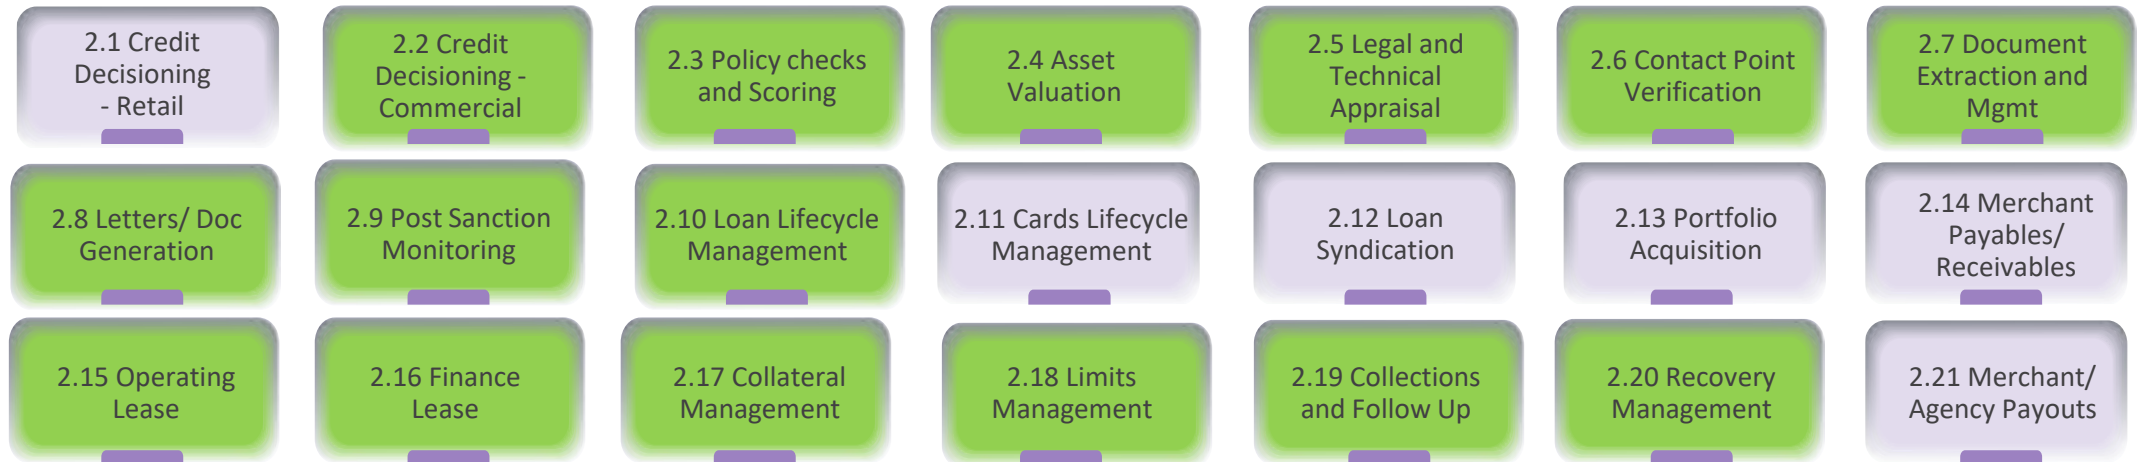 2.1 Credit
Decisioning
- Retail
2.2 Credit
Decisioning -
Commercial
2.3 Policy checks
and Scoring
2.4 Asset
Valuation
2.5 Legal and
Technical
Appraisal
2.6 Contact Point
Verification
2.7 Document
Extraction and
Mgmt
2.8 Letters/ Doc
Generation
2.9 Post Sanction
Monitoring
2.10 Loan Lifecycle
Management
2.11 Cards Lifecycle
Management
2.12 Loan
Syndication
2.13 Portfolio
Acquisition
2.14 Merchant
Payables/
Receivables
2.15 Operating
Lease
2.16 Finance
Lease
2.17 Collateral
Management
2.18 Limits
Management
2.19 Collections
and Follow Up
2.20 Recovery
Management
2.21 Merchant/
Agency Payouts